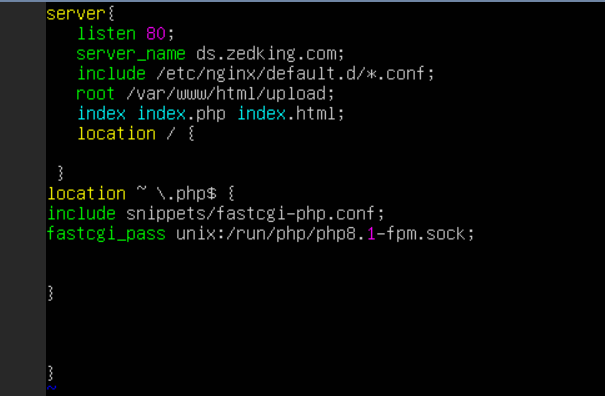 server{
listen 80;
server_name ds.zedking.com;
include /etc/nginx/default.d/*.conf;
root /var/www/html/upload;
index index.php index.html;
location / {
}
location ~ \.php$ {
include snippets/fastcgi-php.conf;
fastcgi_pass unix:/run/php/php8.1-fpm.sock;
}
}
~